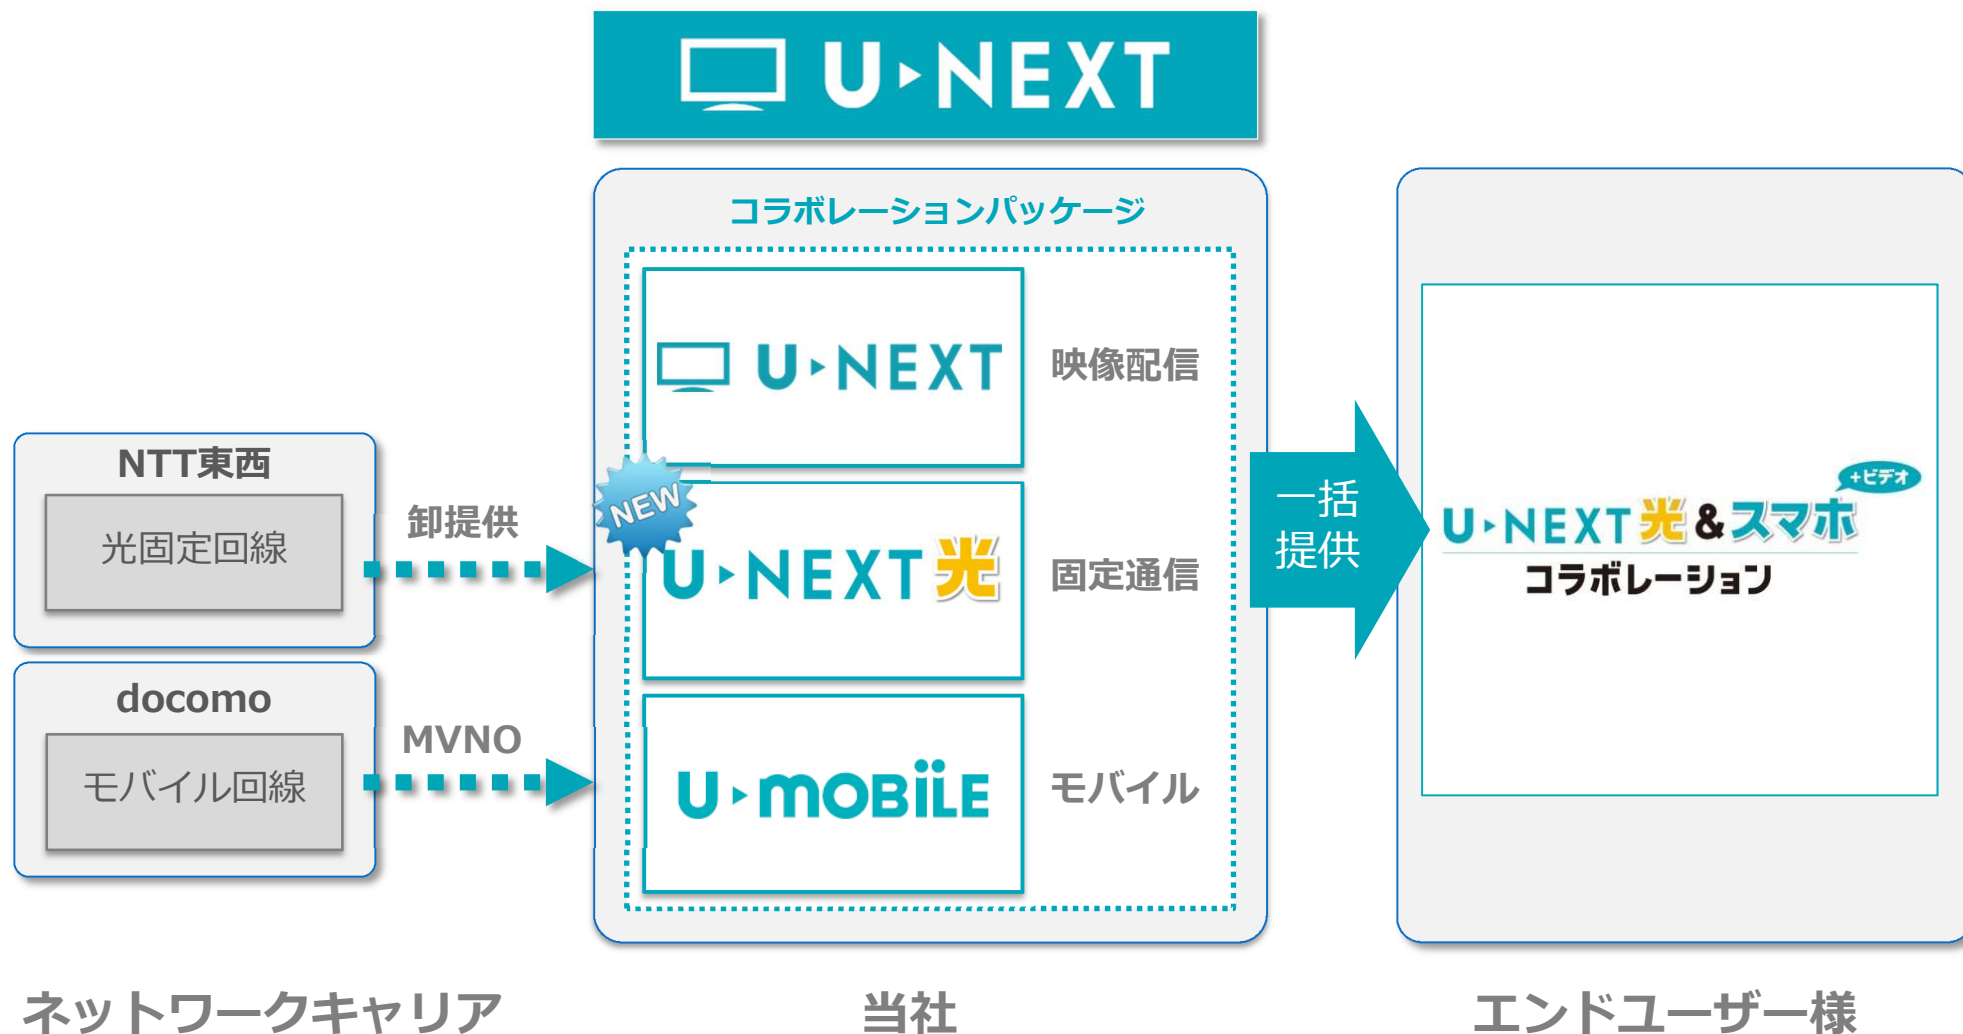 U-NEXT
コラボレーションパッケージ
U-NEXT
映像配信
NTT東西
光固定回線
卸提供
NEW
U-NEXT光
固定通信
docomo
モバイル回線
MVNO
U-mobile
モバイル
一括
提供
+ビデオ
U-NEXT光&スマホ
コラボレーション
ネットワークキャリア
当社
エンドユーザー様